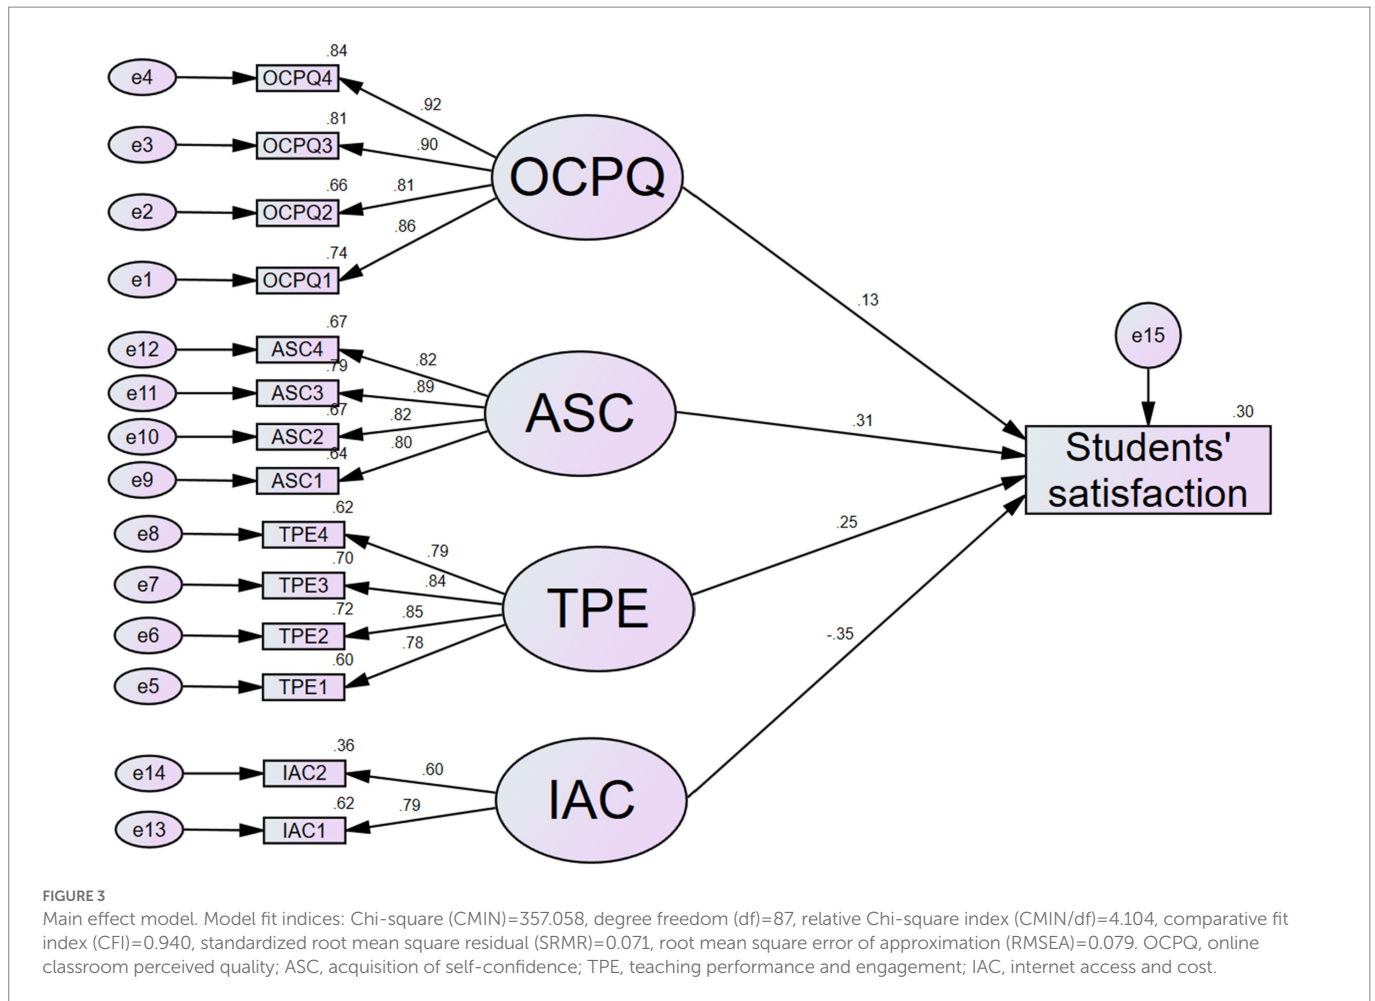 .84
e4
OCPQ4
.92
.81
e3
OCPQ3
.90
OCPQ
.66
e2
OCPQ2
.81
.74
e1
OCPQ1
.86
.13
.67
e12
ASC4
.82
.79
e11
ASC3
.89
ASC
.67
e10
ASC2
.82
.64
e9
ASC1
.80
.31
e15
.30
Students'
satisfaction
.62
e8
TPE4
.79
.70
e7
TPE3
.84
TPE
.72
e6
TPE2
.85
.60
e5
TPE1
.78
.25
-.35
.36
e14
IAC2
.60
IAC
.62
e13
IAC1
.79
FIGURE 3
Main effect model. Model fit indices: Chi-square (CMIN)=357.058, degree freedom (df)=87, relative Chi-square index (CMIN/df)=4.104, comparative fit
index (CFI)=0.940, standardized root mean square residual (SRMR)=0.071, root mean square error of approximation (RMSEA)=0.079. OCPQ, online
classroom perceived quality; ASC, acquisition of self-confidence; TPE, teaching performance and engagement; IAC, internet access and cost.